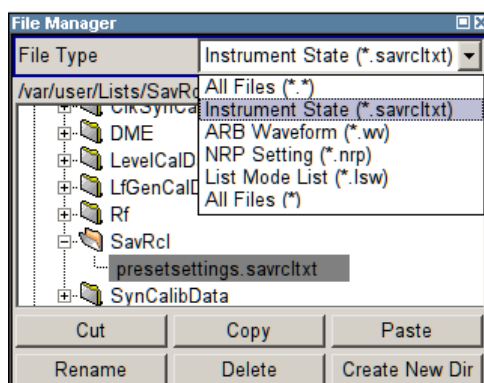 File Manager
File Type
Instrument State (*.savrcltxt)
/var/user/Lists/SavRc
All Files (*.*)
Instrument State (*.savrcltxt)
ARB Waveform (*.wv)
NRP Setting (*.nrp)
List Mode List (*.lsw)
All Files (*)
ClkSynCa
DME
LevelCalD
LfGenCalD
Rf
SavRcl
presetsettings.savrcltxt
SynCalibData
Cut
Copy
Paste
Rename
Delete
Create New Dir